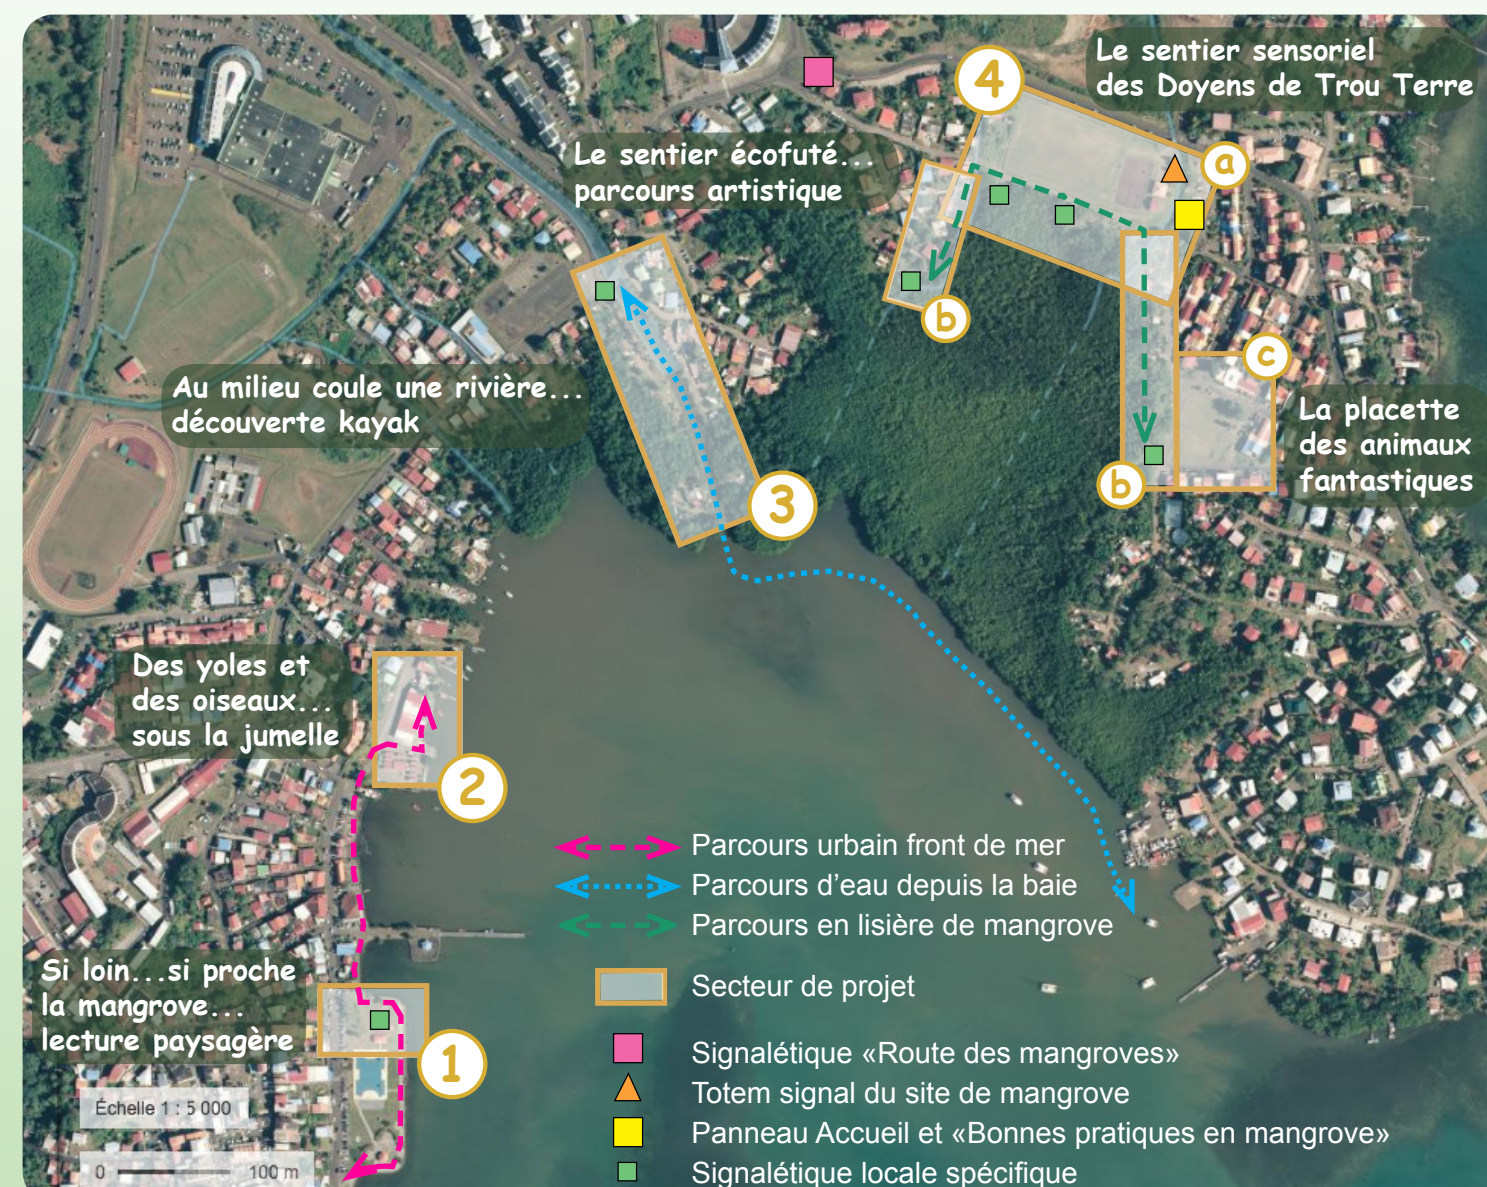 Le sentier sensoriel
des Doyens de Trou Terre
4
a
Le sentier écofuté...
parcours artistique
b
c
Au milieu coule une rivière...
découverte kayak
La placette
des animaux
fantastiques
b
3
Des yoles et
des oiseaux...
sous la jumelle
2
Parcours urbain front de mer
Parcours d'eau depuis la baie
Parcours en lisière de mangrove
Si loin...si proche
la mangrove...
lecture paysagère
1
Secteur de projet
Signalétique «Route des mangroves»
Totem signal du site de mangrove
Panneau Accueil et «Bonnes pratiques en mangrove»
Signalétique locale spécifique
Échelle 1 : 5 000
0 100 m